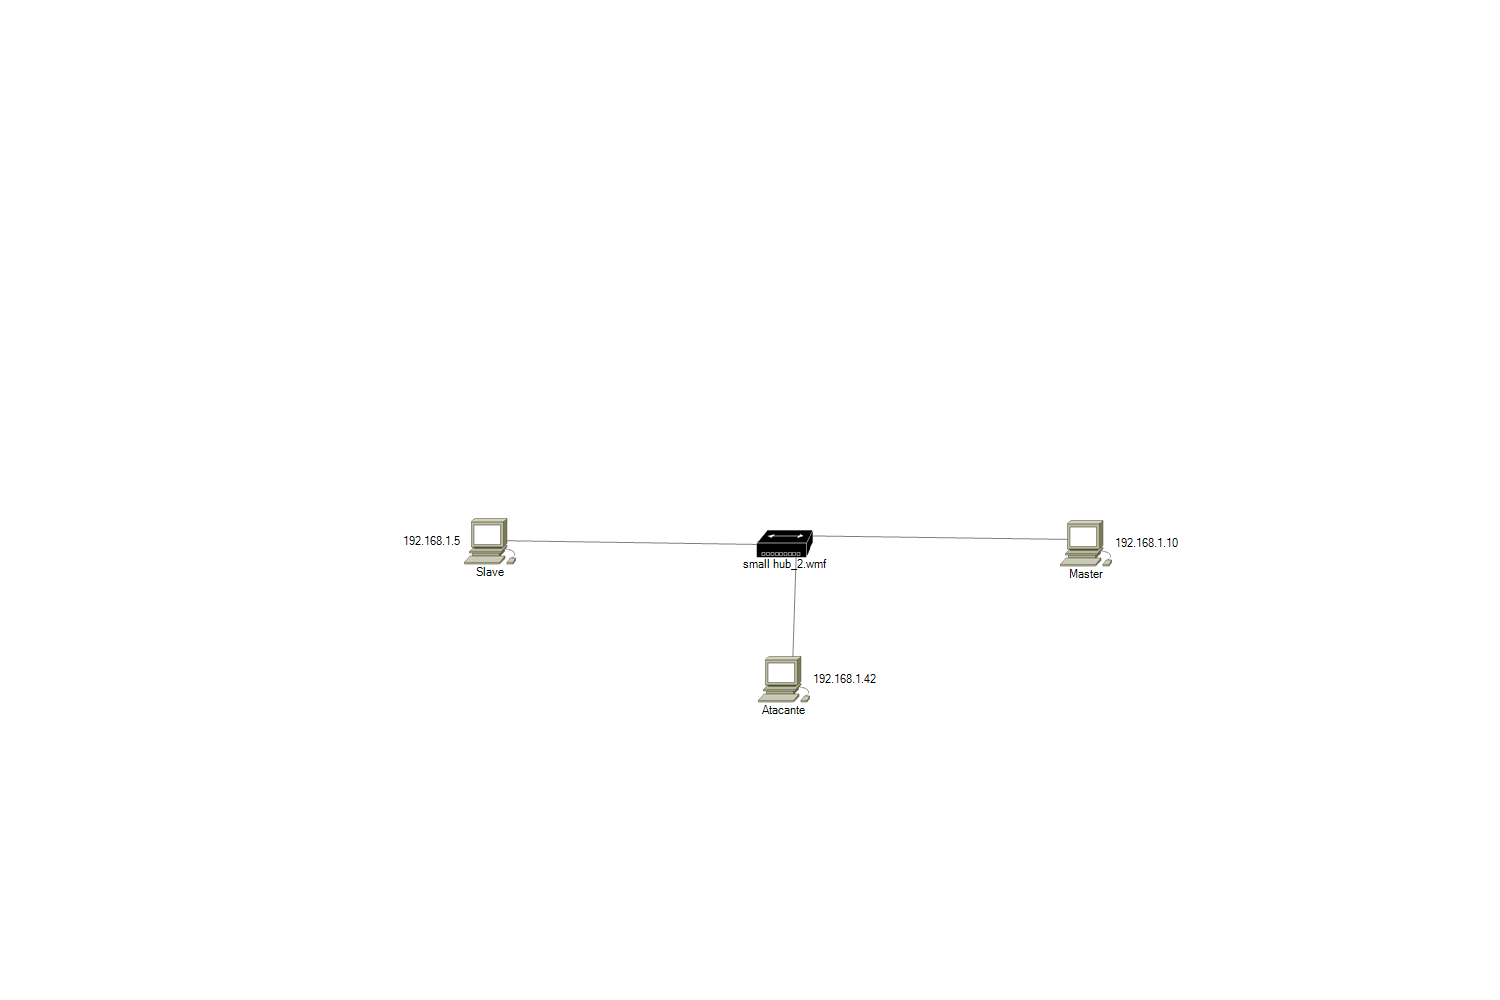 192.168.1.5
Slave
small hub_2.wmf
192.168.1.10
Master
192.168.1.42
Atacante